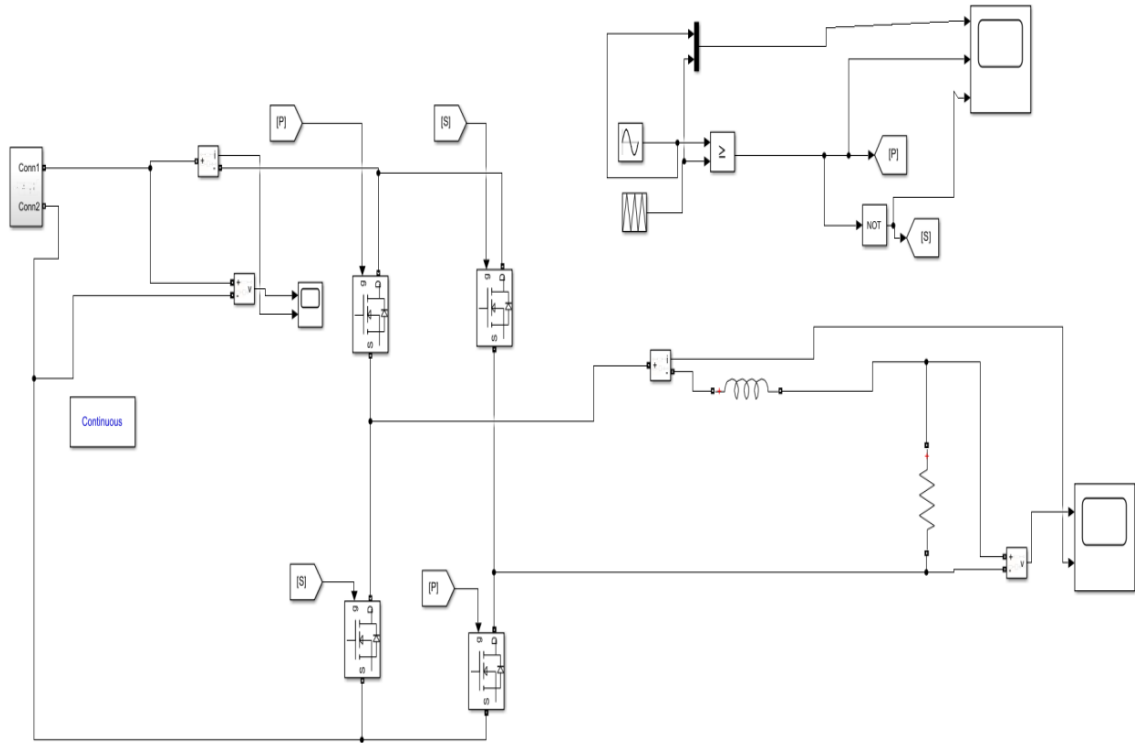 [P]
[S]
Conn1
Conn2
i
+
-
≥
[P]
NOT
[S]
+
-
v
g
D
S
g
D
S
i
+
-
+
Continuous
+
+
-
v
[S]
[P]
g
D
S
g
D
S